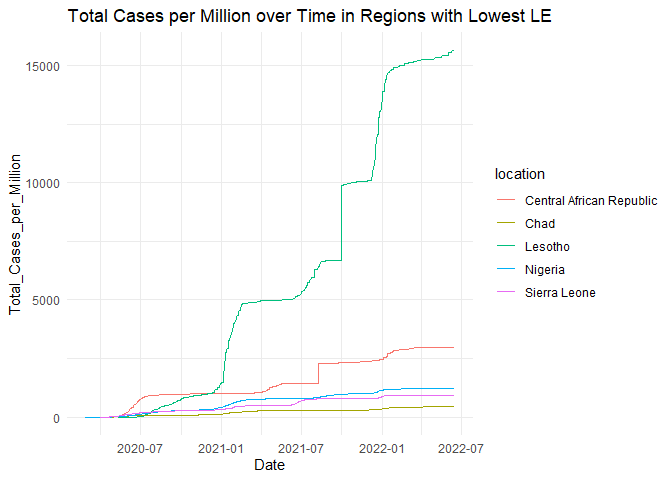 Total Cases per Million over Time in Regions with Lowest LE
15000
10000
5000
0
Total_Cases_per_Million
2020-07
2021-01
2021-07
2022-01
2022-07
Date
location
Central African Republic
Chad
Lesotho
Nigeria
Sierra Leone